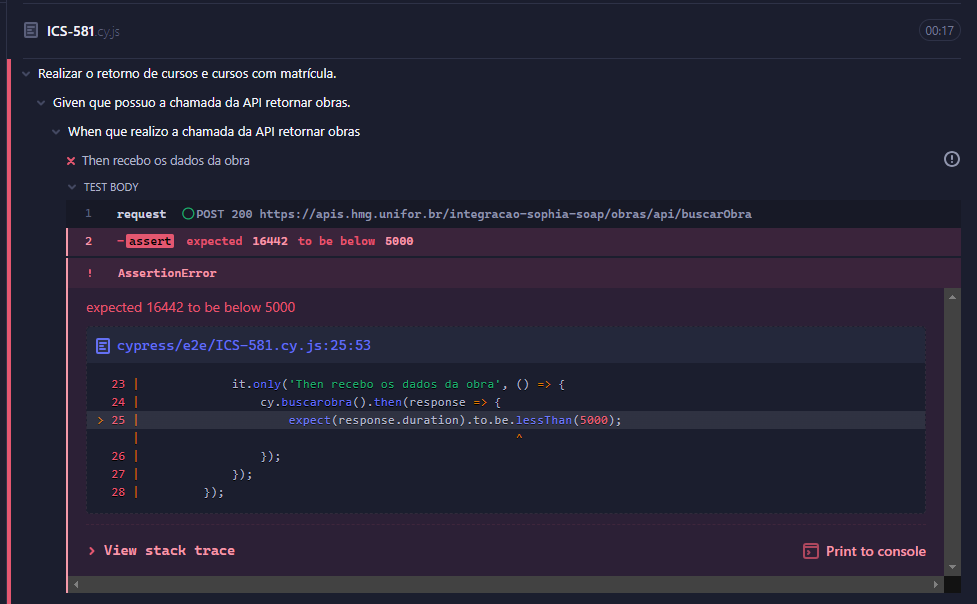 ICS-581.cy.js 00:17
Realizar o retorno de cursos e cursos com matrícula.
Given que possuo a chamada da API retornar obras.
When que realizo a chamada da API retornar obras
Then recebo os dados da obra
TEST BODY
1 request POST 200 https://apis.hmg.unifor.br/integracao-sophia-soap/obras/api/buscarObra
2 -assert expected 16442 to be below 5000
! AssertionError
expected 16442 to be below 5000
cypress/e2e/ICS-581.cy.js:25:53
23 | it.only('Then recebo os dados da obra', () => {
24 | cy.buscarobra().then(response => {
> 25 | expect(response.duration).to.be.lessThan(5000);
| ^
26 | });
27 | });
28 | });
> View stack trace Print to console